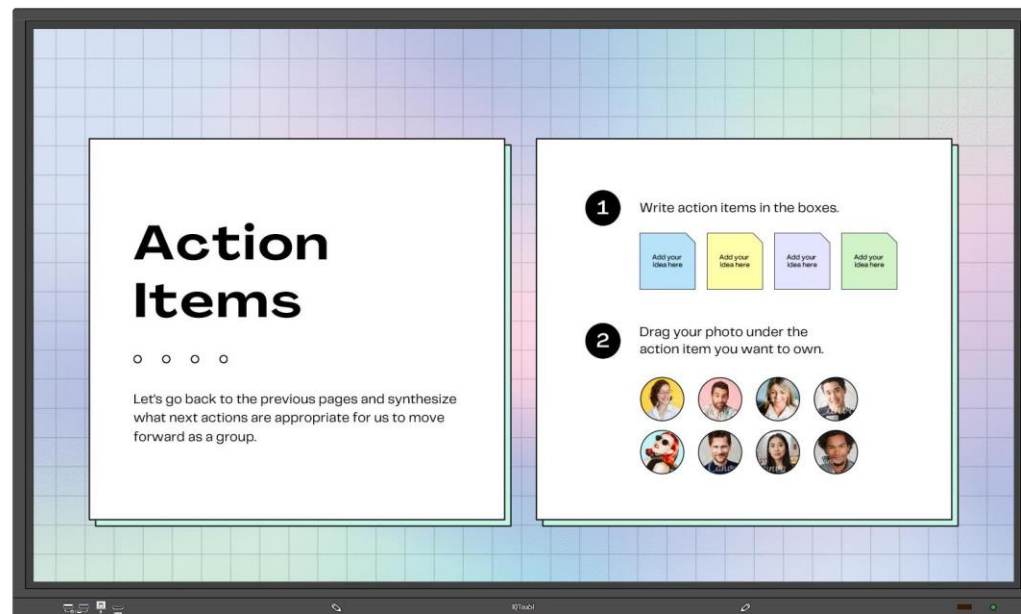 Action
Items
Let's go back to the previous pages and synthesize
what next actions are appropriate for us to move
forward as a group.
1
Write action items in the boxes.
Add your
idea here
Add your
idea here
Add your
idea here
Add your
idea here
2
Drag your photo under the
action item you want to own.